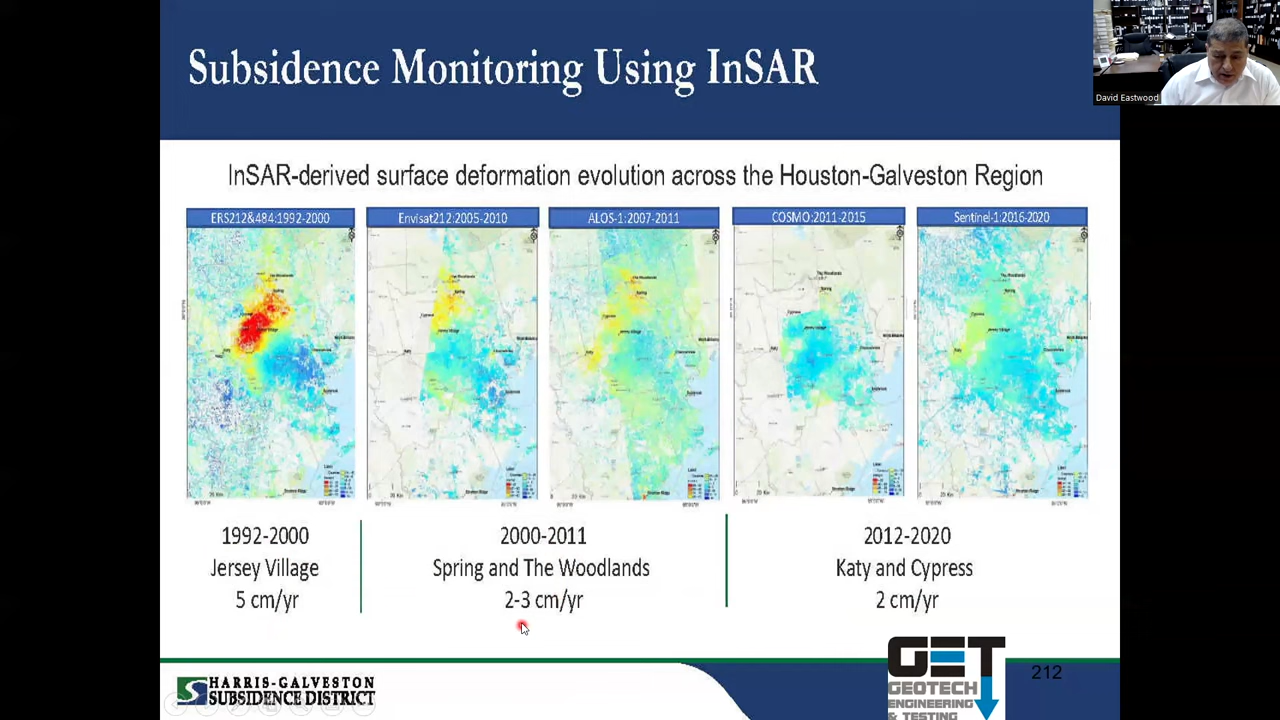 Subsidence Monitoring Using InSAR
David Eastwood
InSAR-derived surface deformation evolution across the Houston-Galveston Region
ERS212&484:1992-2000
Envisat212:2005-2010
ALOS-1:2007-2011
COSMO:2011-2015
Sentinel-1:2016-2020
1992-2000
Jersey Village
5 cm/yr
2000-2011
Spring and The Woodlands
2-3 cm/yr
2012-2020
Katy and Cypress
2 cm/yr
HARRIS-GALVESTON
SUBSIDENCE DISTRICT
GET
GEOTECH
ENGINEERING
& TESTING
212